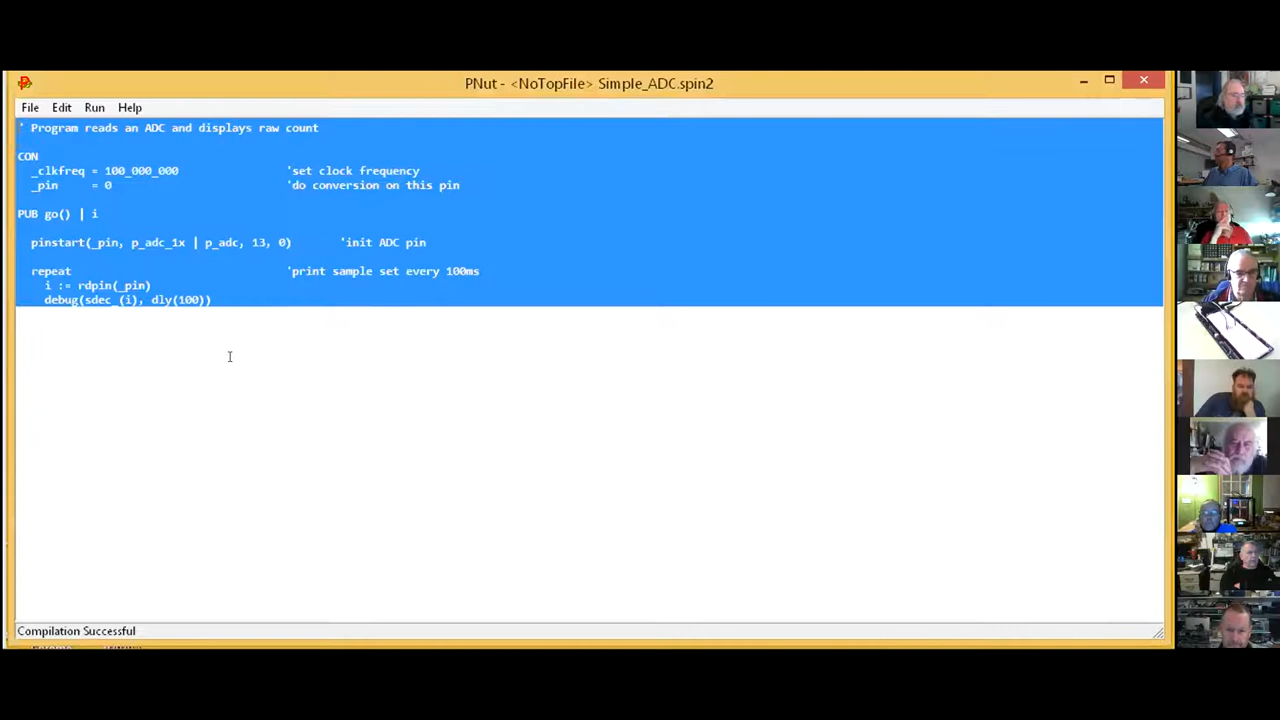 PNut - <NoTopFile> Simple_ADC.spin2
File Edit Run Help
' Program reads an ADC and displays raw count
CON
_clkfreq = 100_000_000 'set clock frequency
_pin = 0 'do conversion on this pin
PUB go() | i
pinstart(_pin, p_adc_1x | p_adc, 13, 0) 'init ADC pin
repeat 'print sample set every 100ms
i := rdpin(_pin)
debug(sdec_(i), dly(100))
Compilation Successful